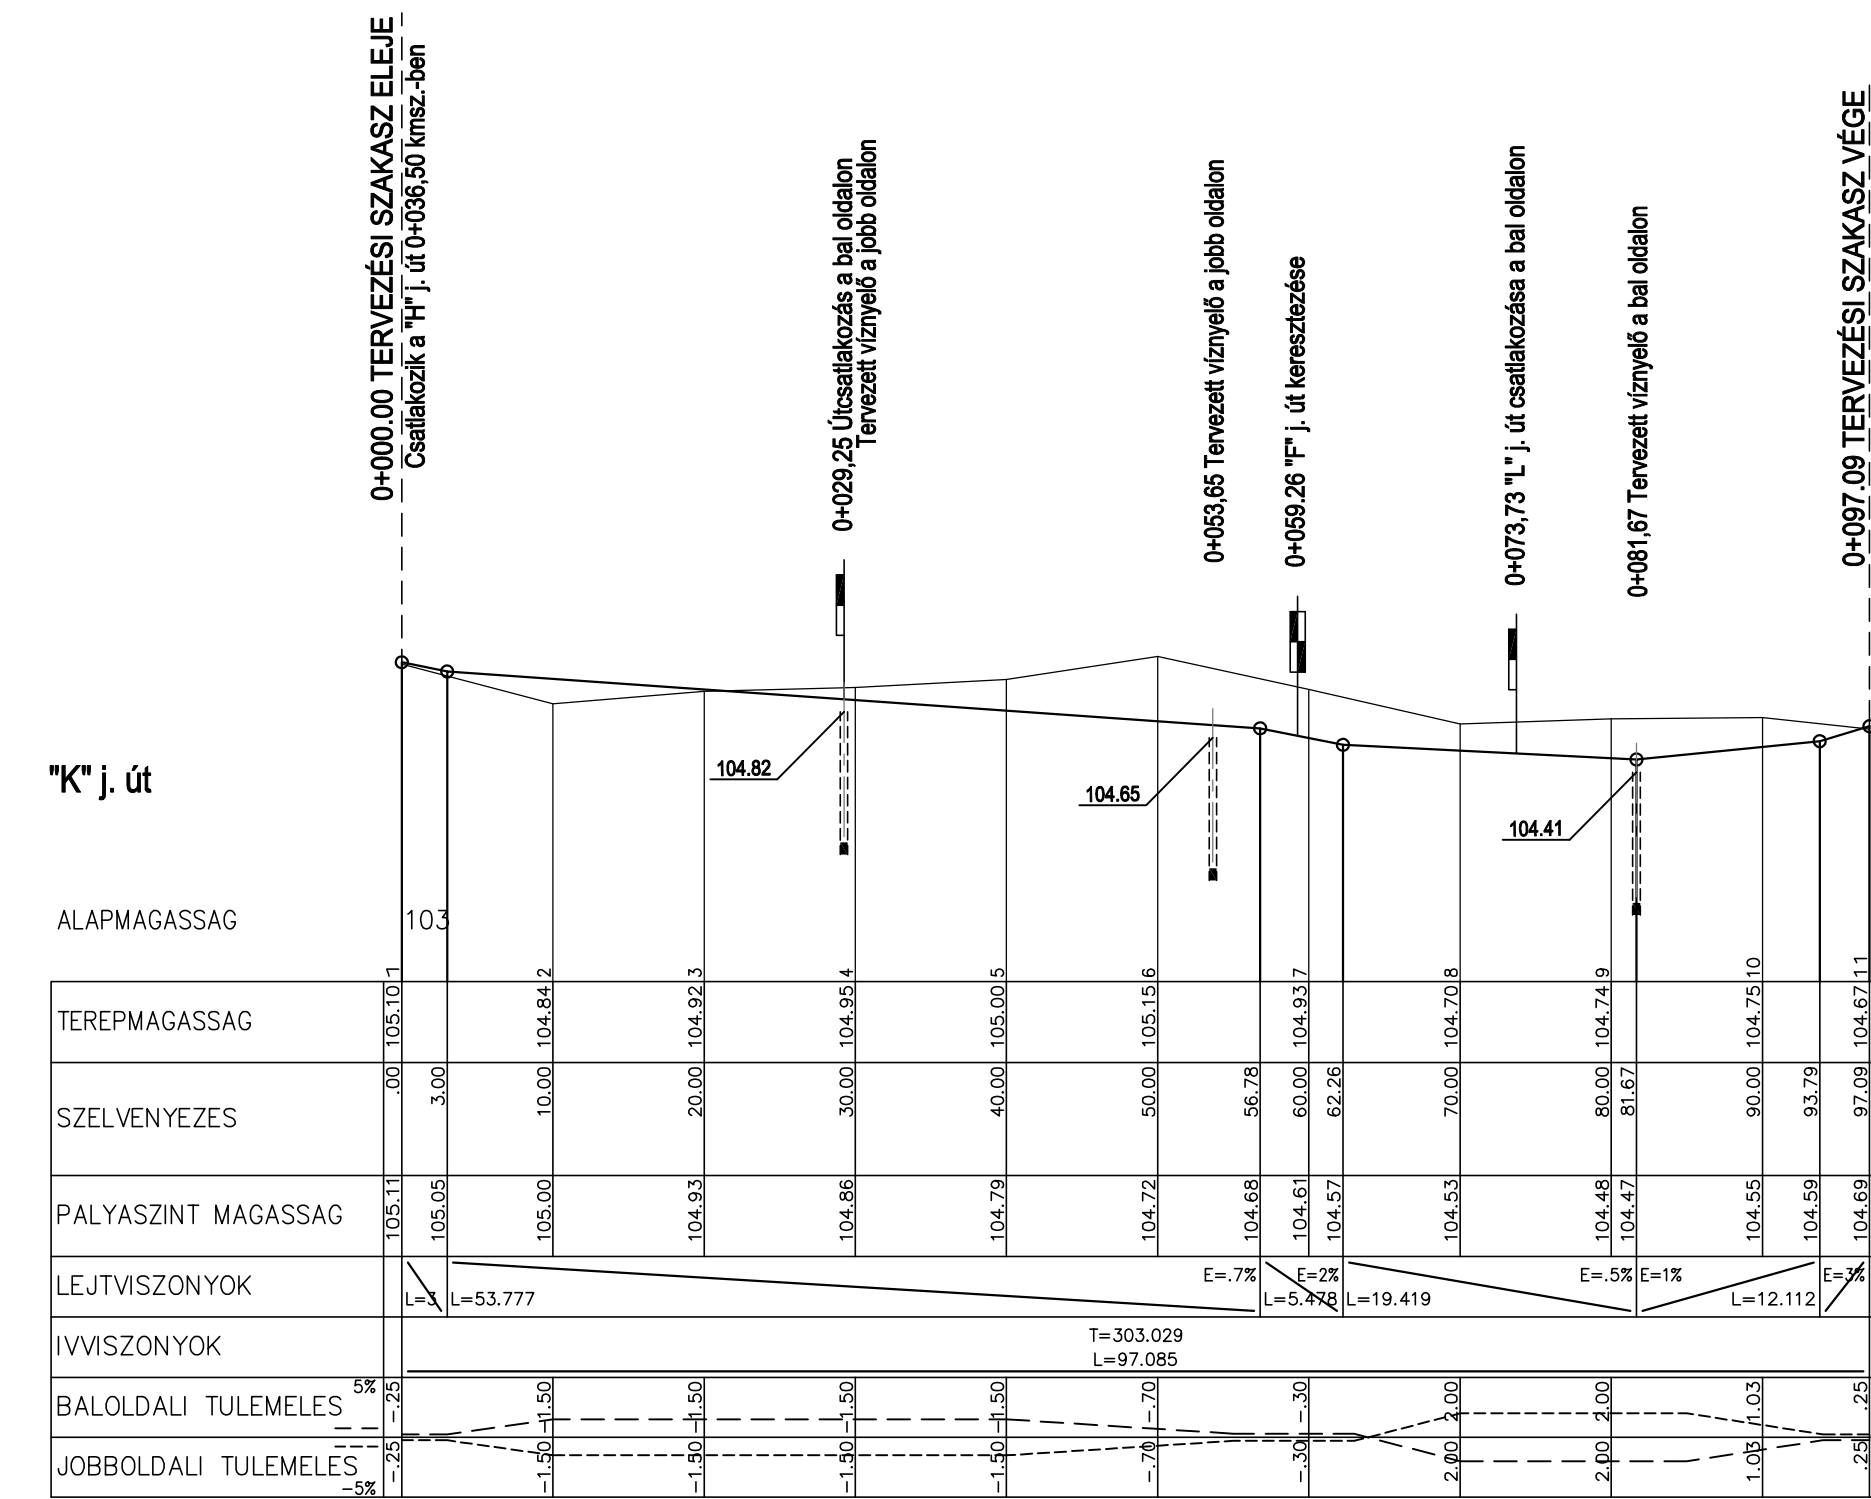 0+000.00 TERVEZÉSI SZAKASZ ELEJE
Csatlakozik a "H" j. út 0+036,50 kmsz.-ben
0+029,25 Útcsatlakozás a bal oldalon
Tervezett víznyelő a jobb oldalon
0+053,65 Tervezett víznyelő a jobb oldalon
0+059.26 "F" j. út keresztezése
0+073,73 "L" j. út csatlakozása a bal oldalon
0+081,67 Tervezett víznyelő a bal oldalon
0+097.09 TERVEZÉSI SZAKASZ VÉGE
104.82
104.65
104.41
"K" j. út
ALAPMAGASSAG 103
1 2 3 4 5 6 7 8 9 10 11
TEREPMAGASSAG 105.10 104.84 104.92 104.95 105.00 105.15 104.93 104.70 104.74 104.75 104.67
SZELVENYEZES .00 3.00 10.00 20.00 30.00 40.00 50.00 56.78 60.00 62.26 70.00 80.00 81.67 90.00 93.79 97.09
PALYASZINT MAGASSAG 105.11 105.05 105.00 104.93 104.86 104.79 104.72 104.68 104.61 104.57 104.53 104.48 104.47 104.55 104.59 104.69
LEJTVISZONYOK
E=.7% E=2% E=.5% E=1% E=3%
L=3 L=53.777 L=5.478 L=19.419 L=12.112
IVVISZONYOK
T=303.029
L=97.085
5%
BALOLDALI TULEMELES -.25 -1.50 -1.50 -1.50 -1.50 -.70 -.30 2.00 2.00 1.03 .25
JOBBOLDALI TULEMELES -.25 -1.50 -1.50 -1.50 -1.50 -.70 -.30 2.00 2.00 1.03 .25
-5%